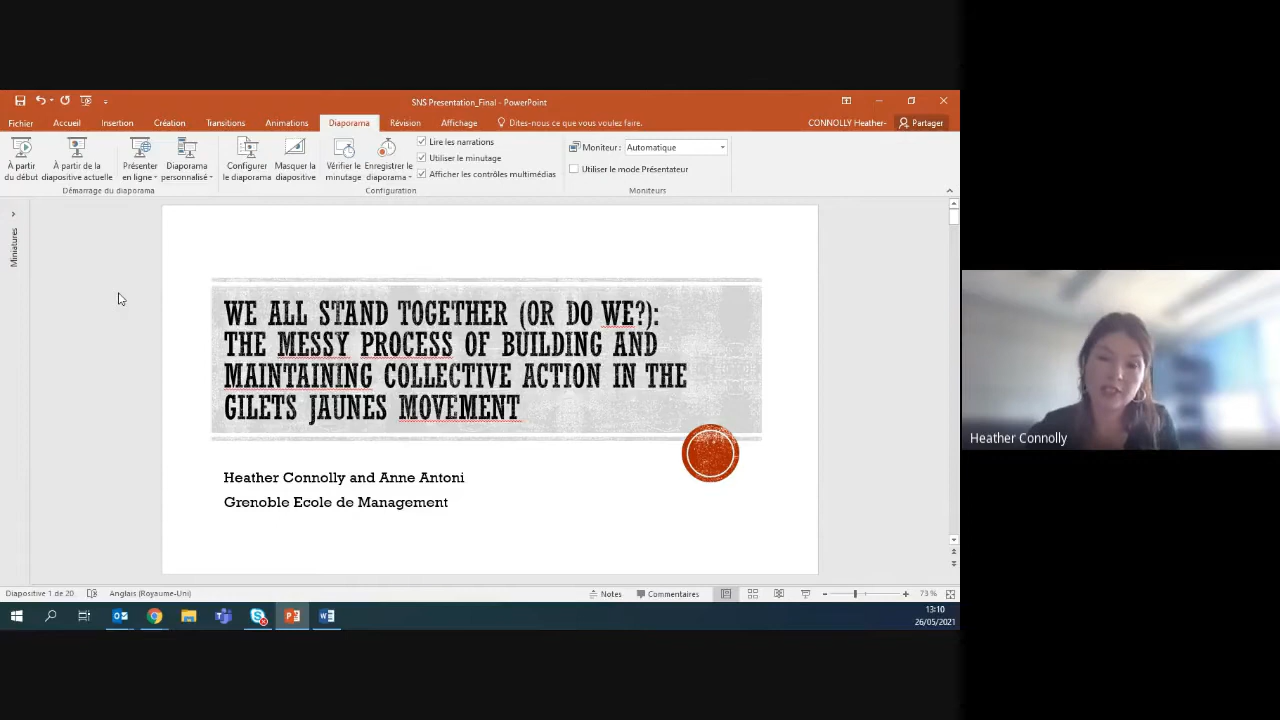 SNS Presentation_Final - PowerPoint
Fichier Accueil Insertion Création Transitions Animations Diaporama Révision Affichage Dites-nous ce que vous voulez faire. CONNOLLY Heather- Partager
À partir du début
À partir de la diapositive actuelle
Présenter en ligne
Diaporama personnalisé
Démarrage du diaporama
Configurer le diaporama
Masquer la diapositive
Vérifier le minutage
Enregistrer le diaporama
Lire les narrations
Utiliser le minutage
Afficher les contrôles multimédias
Configuration
Moniteur : Automatique
Utiliser le mode Présentateur
Moniteurs
Miniatures
WE ALL STAND TOGETHER (OR DO WE?):
THE MESSY PROCESS OF BUILDING AND
MAINTAINING COLLECTIVE ACTION IN THE
GILETS JAUNES MOVEMENT
Heather Connolly and Anne Antoni
Grenoble Ecole de Management
Heather Connolly
Diapositive 1 de 20 Anglais (Royaume-Uni) Notes Commentaires 73 %
13:10
26/05/2021